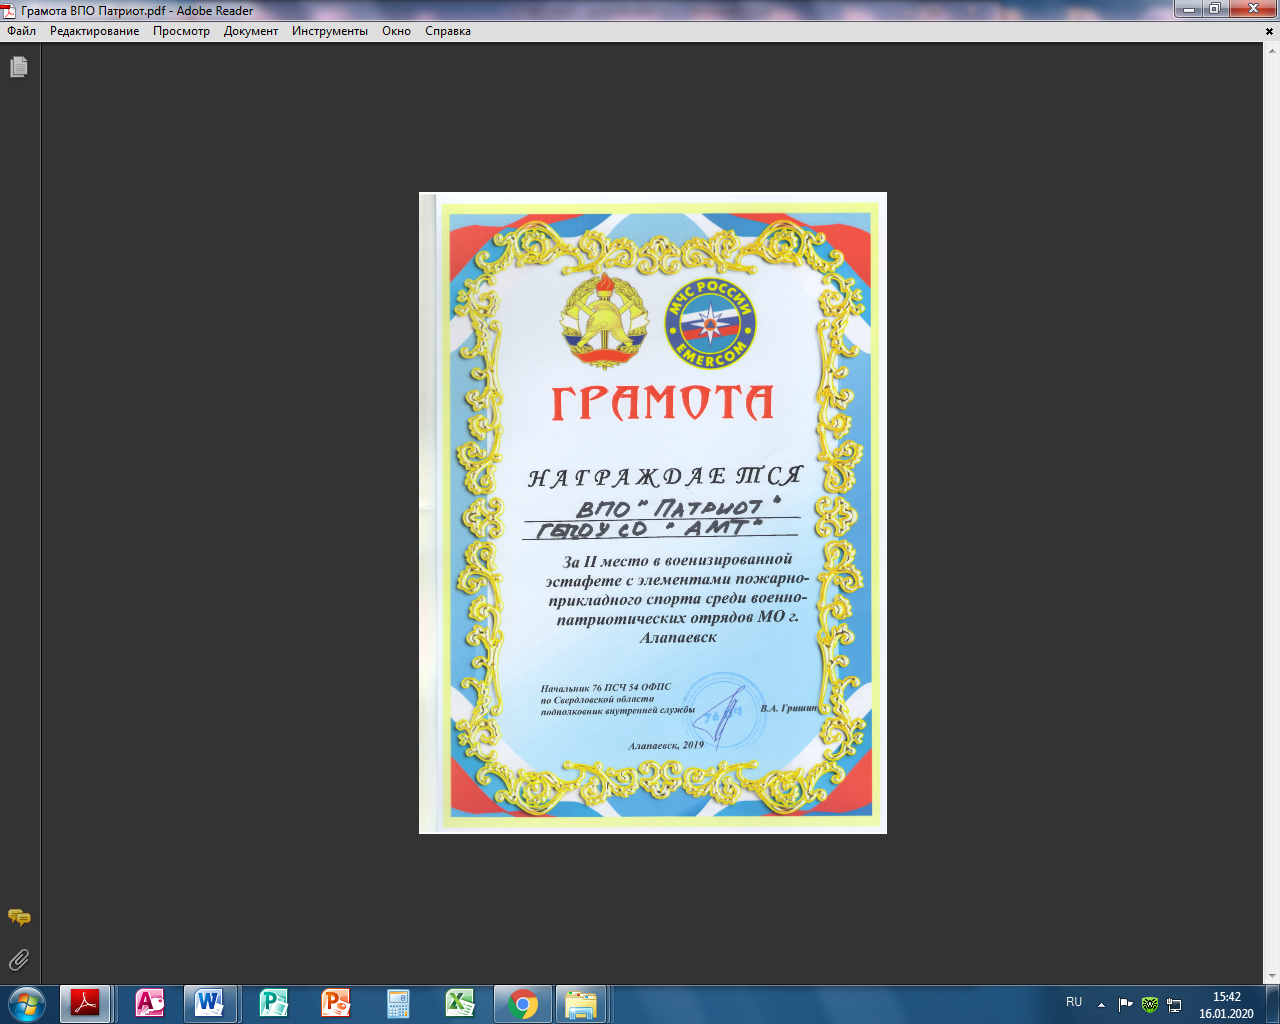 Грамота ВПО Патриот.pdf - Adobe Reader
Файл Редактирование Просмотр Документ Инструменты Окно Справка
МЧС РОССИИ
EMERCOM
ГРАМОТА
НАГРАЖДАЕТСЯ
ВПО "ПАТРИОТ"
ГБПОУ СО "АМТ"
За II место в военизированной
эстафете с элементами пожарно-
прикладного спорта среди военно-
патриотических отрядов МО г.
Алапаевск
Начальник 76 ПСЧ 54 ОФПС
по Свердловской области
подполковник внутренней службы В.А. Гришин
Алапаевск, 2019
RU
15:42
16.01.2020